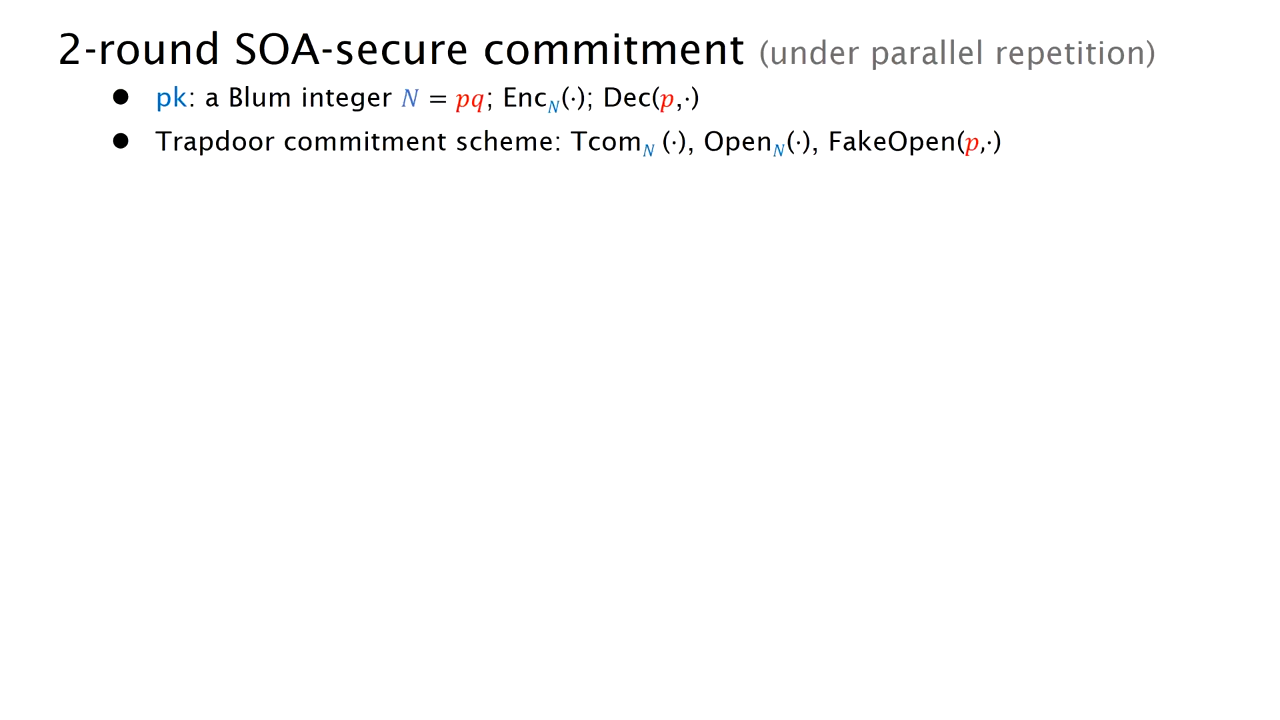 2-round SOA-secure commitment (under parallel repetition)
● pk: a Blum integer N = pq; Enc_N(·); Dec(p,·)
● Trapdoor commitment scheme: Tcom_N (·), Open_N(·), FakeOpen(p,·)